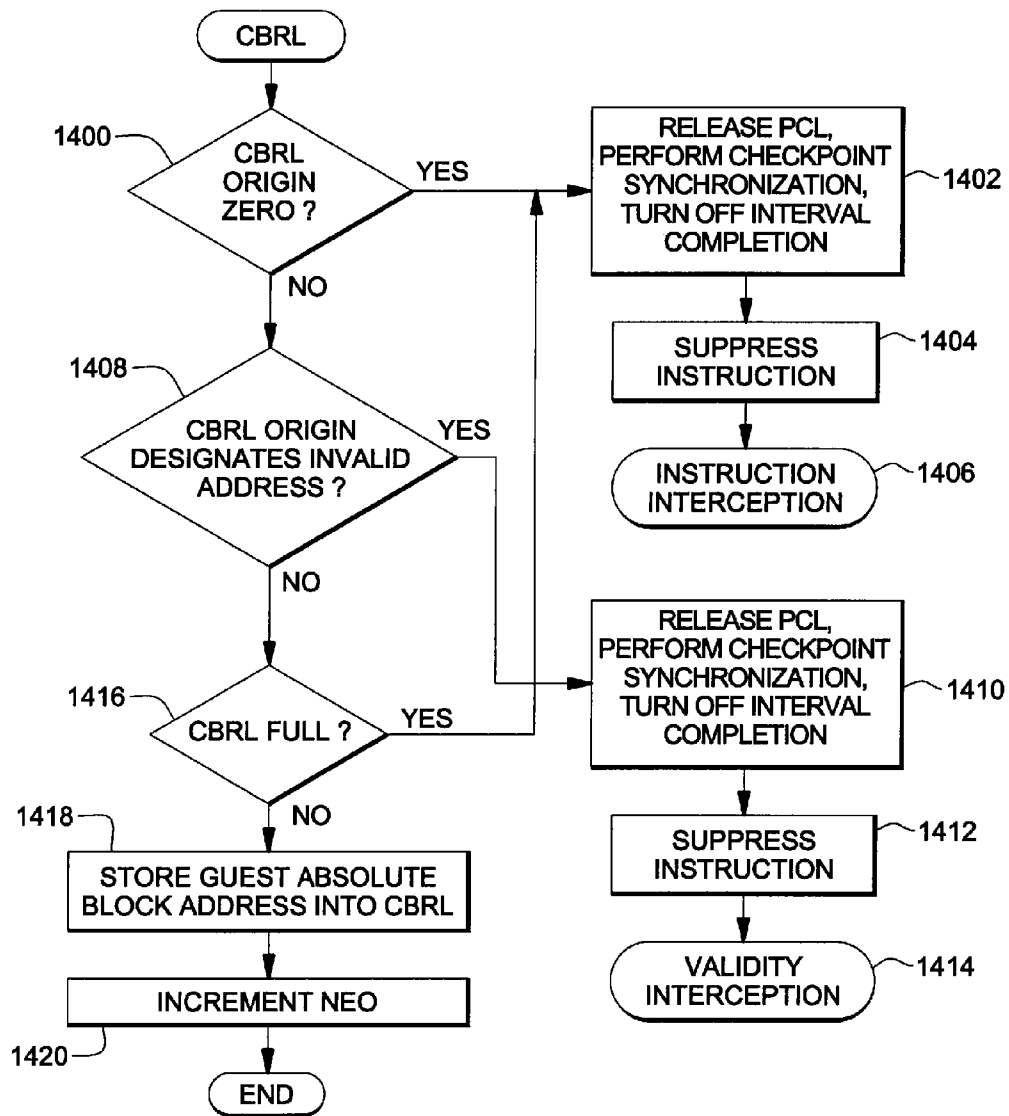 CBRL
1400
CBRL
ORIGIN
ZERO ?
YES
NO
RELEASE PCL,
PERFORM CHECKPOINT
SYNCHRONIZATION,
TURN OFF INTERVAL
COMPLETION
1402
SUPPRESS
INSTRUCTION
1404
INSTRUCTION
INTERCEPTION
1406
1408
CBRL ORIGIN
DESIGNATES INVALID
ADDRESS ?
YES
NO
RELEASE PCL,
PERFORM CHECKPOINT
SYNCHRONIZATION,
TURN OFF INTERVAL
COMPLETION
1410
SUPPRESS
INSTRUCTION
1412
VALIDITY
INTERCEPTION
1414
1416
CBRL FULL ?
YES
NO
1418
STORE GUEST ABSOLUTE
BLOCK ADDRESS INTO CBRL
INCREMENT NEO
1420
END